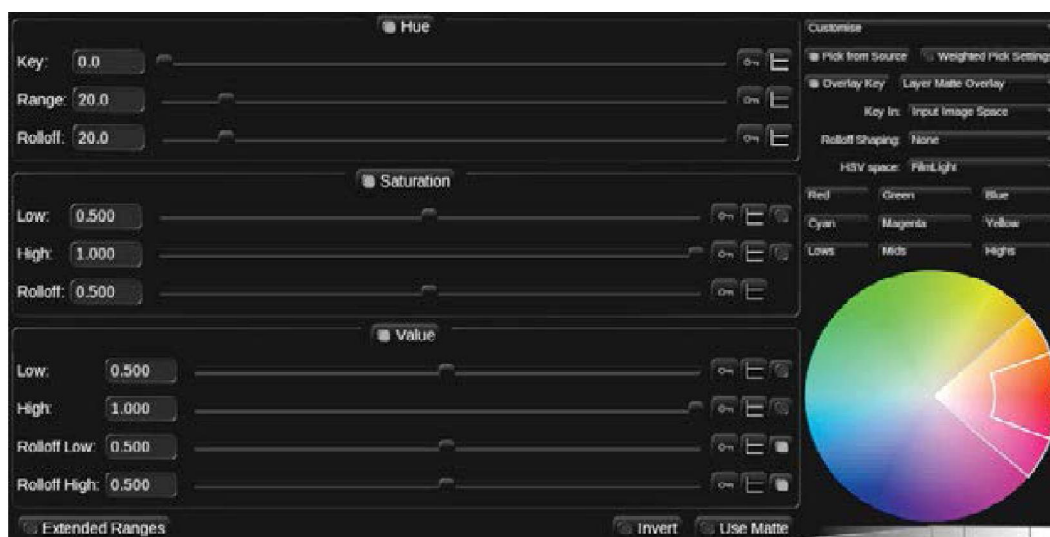 Hue
Key: 0.0
Range: 20.0
Rolloff: 20.0
Saturation
Low: 0.500
High: 1.000
Rolloff: 0.500
Value
Low: 0.500
High: 1.000
Rolloff Low: 0.500
Rolloff High: 0.500
Extended Ranges Invert Use Matte
Customise
Pick from Source Weighted Pick Settings
Overlay Key Layer Matte Overlay
Key In: Input Image Space
Rolloff Shaping: None
HSV space: FilmLight
Red Green Blue
Cyan Magenta Yellow
Lows Mids Highs